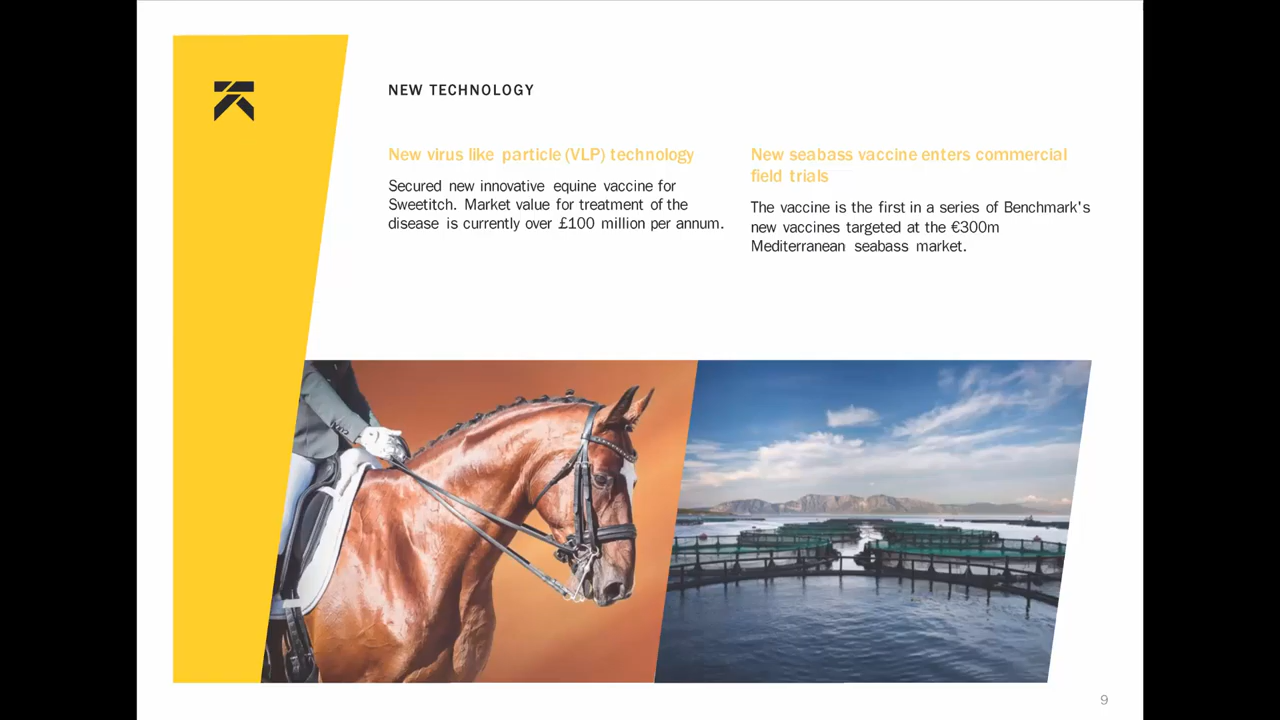 NEW TECHNOLOGY
New virus like particle (VLP) technology
Secured new innovative equine vaccine for
Sweetitch. Market value for treatment of the
disease is currently over £100 million per annum.
New seabass vaccine enters commercial
field trials
The vaccine is the first in a series of Benchmark's
new vaccines targeted at the €300m
Mediterranean seabass market.
9